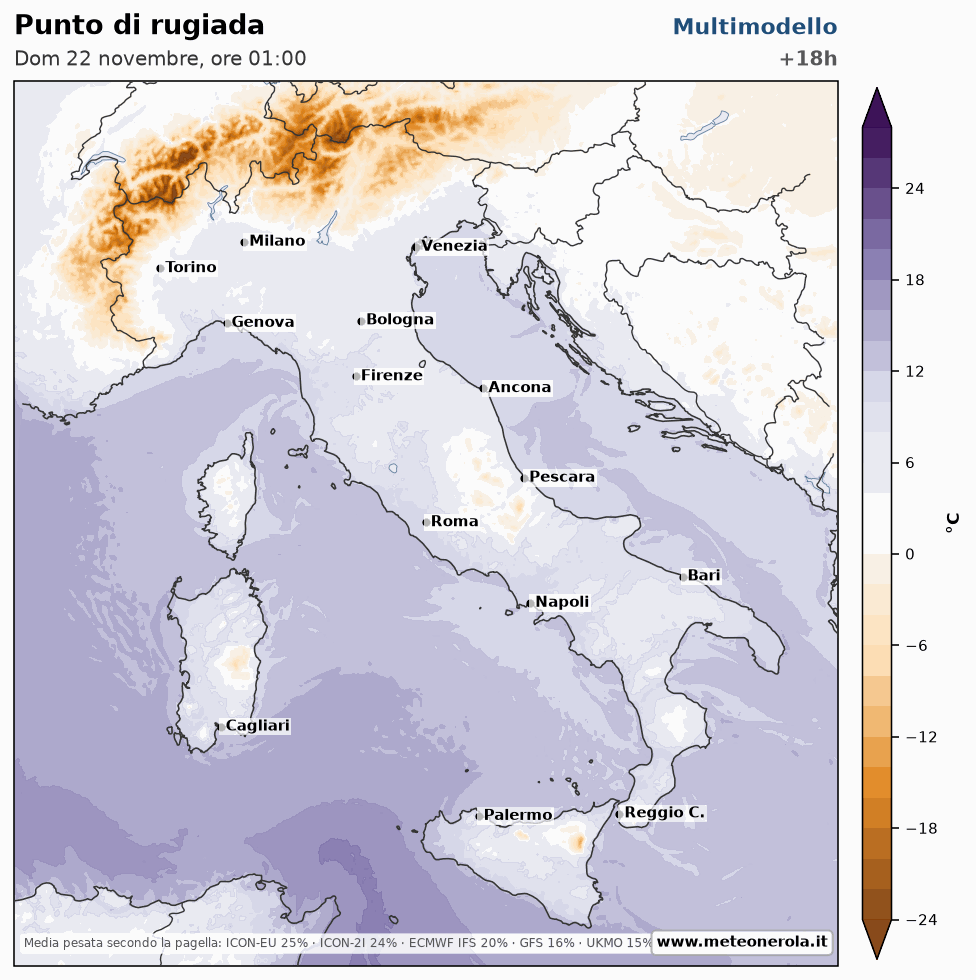 Punto di rugiada
Multimodello
Dom 22 novembre, ore 01:00
+18h
Milano
Venezia
Torino
Genova
Bologna
Firenze
Ancona
Pescara
Roma
Bari
Napoli
Cagliari
Palermo
Reggio C.
24
18
12
6
0
−6
−12
−18
−24
°C
Media pesata secondo la pagella: ICON-EU 25% · ICON-2I 24% · ECMWF IFS 20% · GFS 16% · UKMO 15%
www.meteonerola.it